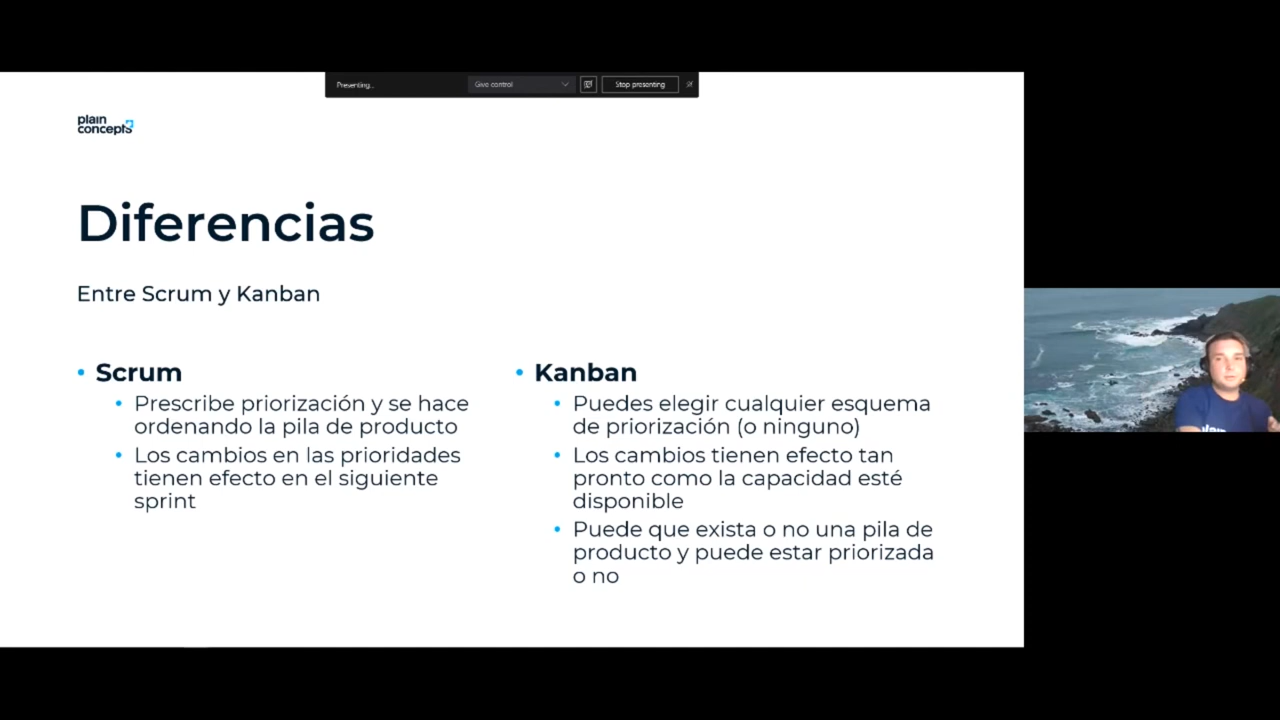 Presenting...
Give control
Stop presenting
plain
concepts
Diferencias
Entre Scrum y Kanban
• Scrum
• Prescribe priorización y se hace
ordenando la pila de producto
• Los cambios en las prioridades
tienen efecto en el siguiente
sprint
• Kanban
• Puedes elegir cualquier esquema
de priorización (o ninguno)
• Los cambios tienen efecto tan
pronto como la capacidad esté
disponible
• Puede que exista o no una pila de
producto y puede estar priorizada
o no